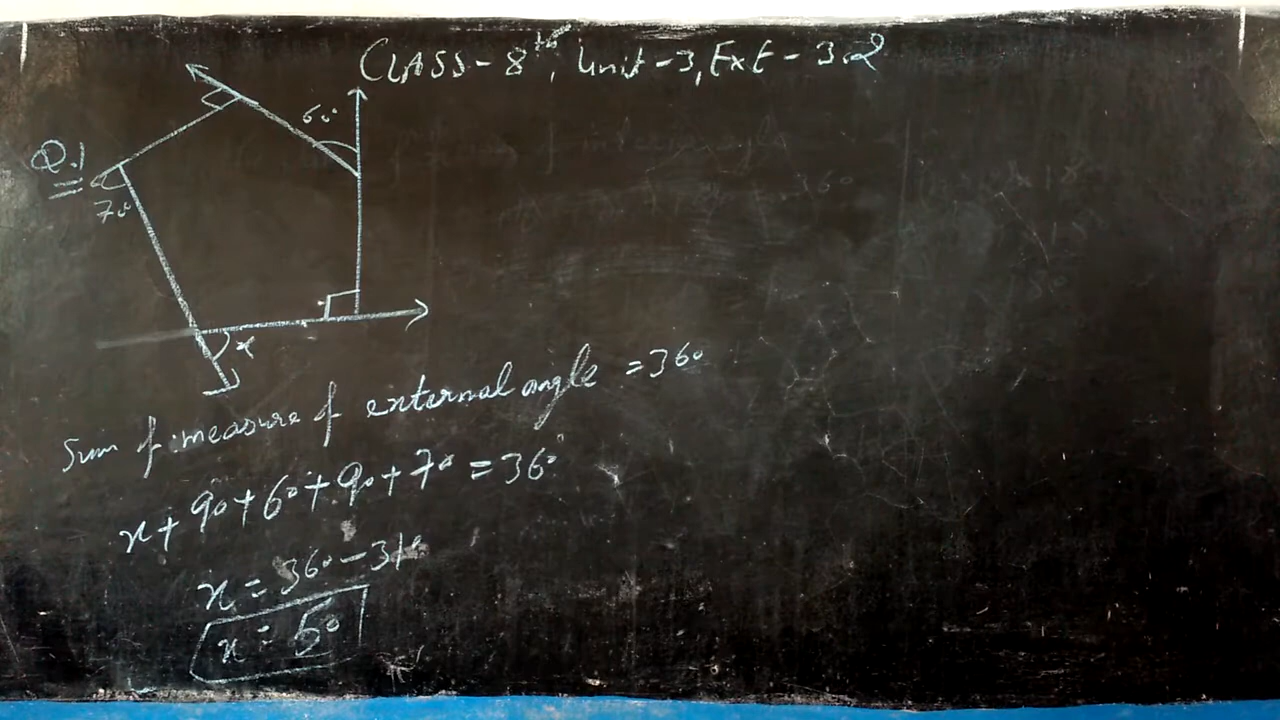 CLASS - 8th, Unit - 3, ExE - 3.2
Q.1
60°
70°
x
Sum of measure of external angle = 360
x + 90 + 60 + 90 + 70 = 360°
x = 360 - 310
x = 50